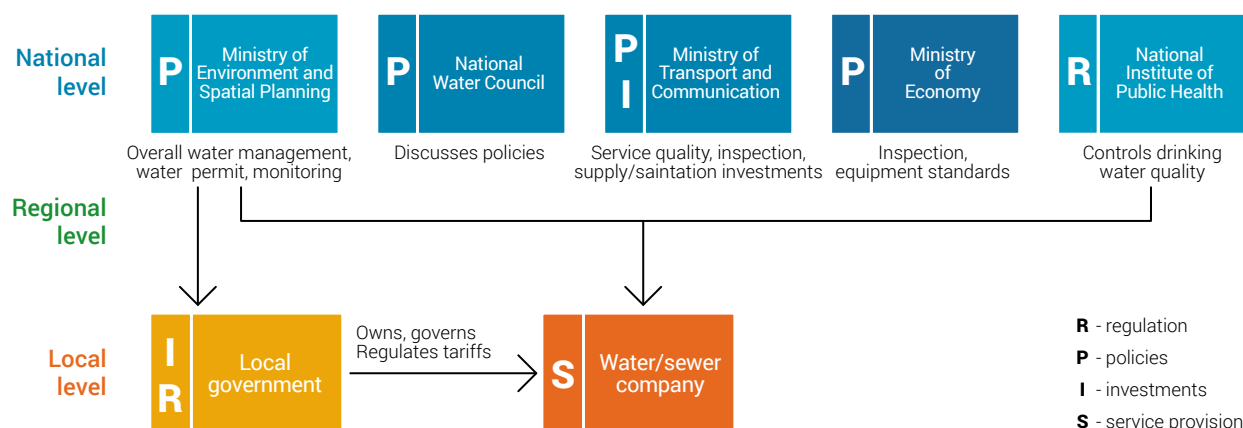 National
level
P
Ministry of
Environment and
Spatial Planning
P
National
Water Council
P
I
Ministry of
Transport and
Communication
P
Ministry
of
Economy
R
National
Institute of
Public Health
Overall water management,
water permit, monitoring
Discusses policies
Service quality, inspection,
supply/saintation investments
Inspection,
equipment standards
Controls drinking
water quality
Regional
level
Local
level
I
R
Local
government
Owns, governs
Regulates tariffs
S
Water/sewer
company
R - regulation
P - policies
I - investments
S - service provision